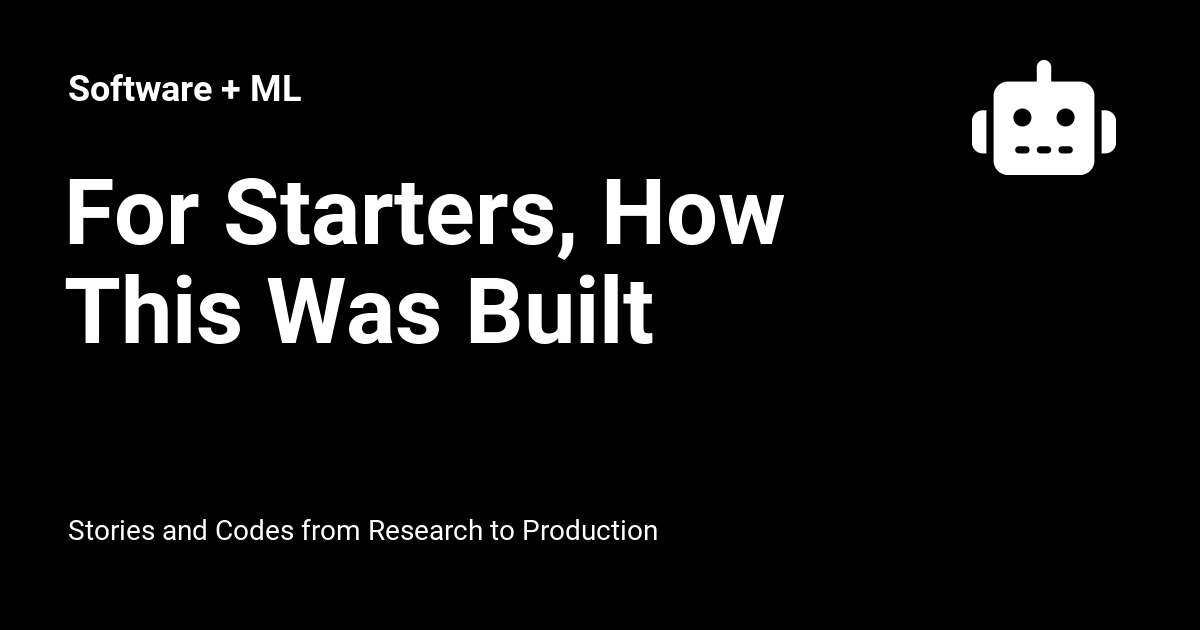 Software + ML
For Starters, How
This Was Built
Stories and Codes from Research to Production